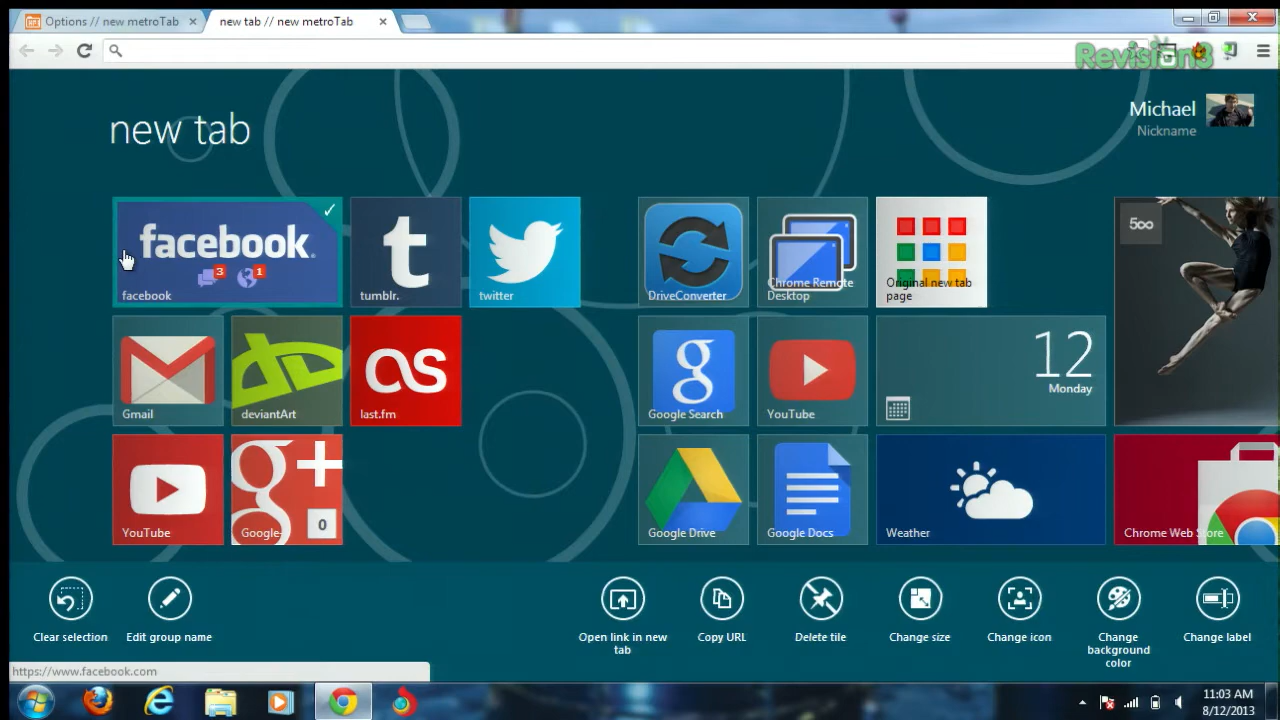 Options // new metroTab
new tab // new metroTab
Revision3
new tab
Michael
Nickname
facebook
3
1
facebook
t
tumblr.
twitter
DriveConverter
Chrome Remote
Desktop
Original new tab
page
500
Gmail
deviantArt
as
last.fm
g
Google Search
YouTube
12
Monday
YouTube
g+
0
Google+
Google Drive
Google Docs
Weather
Chrome Web Store
Clear selection
Edit group name
Open link in new
tab
Copy URL
Delete tile
Change size
Change icon
Change
background
color
Change label
https://www.facebook.com
11:03 AM
8/12/2013